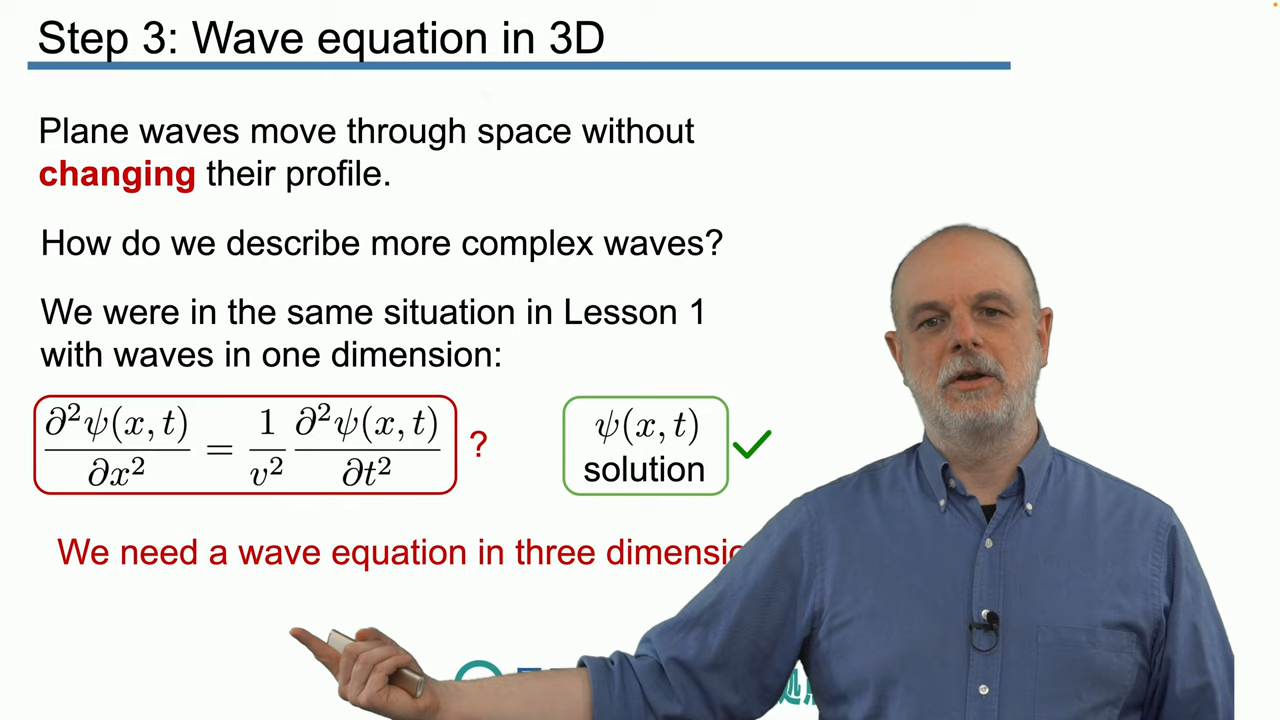 Step 3: Wave equation in 3D
Plane waves move through space without
changing their profile.
How do we describe more complex waves?
We were in the same situation in Lesson 1
with waves in one dimension:
∂²ψ(x, t)/∂x² = 1/v² ∂²ψ(x, t)/∂t² ?
ψ(x, t)
solution
We need a wave equation in three